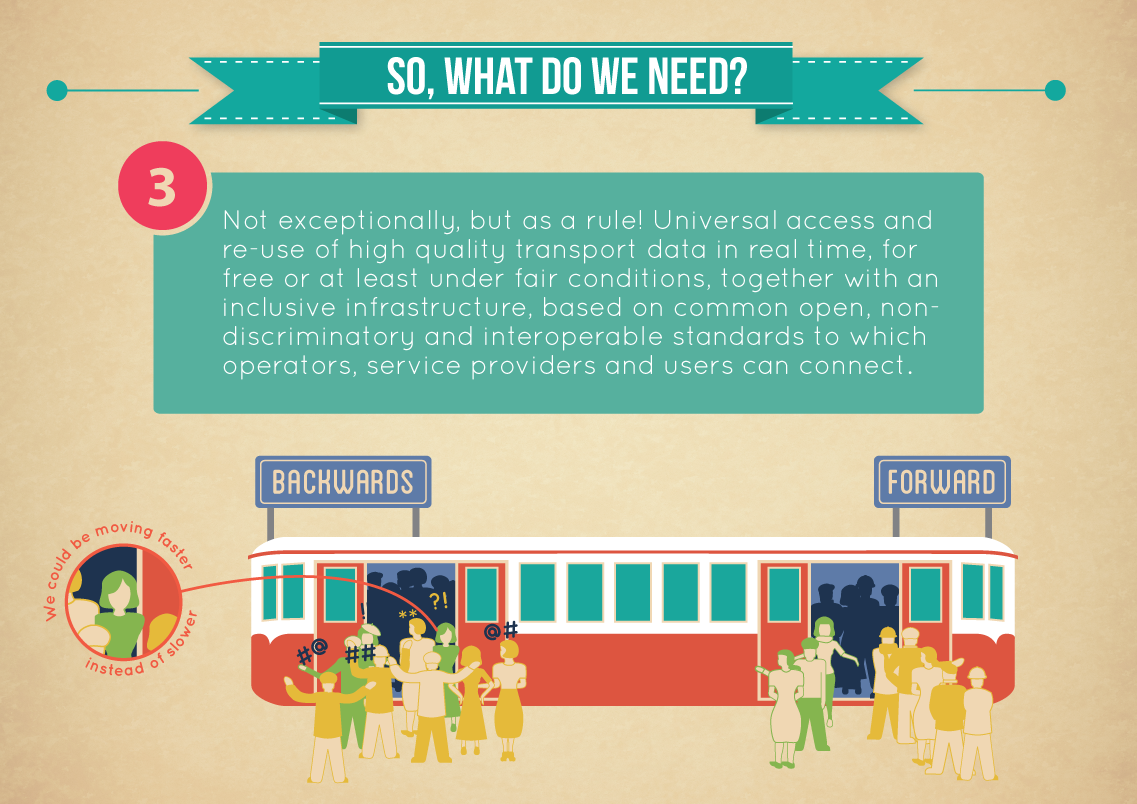 SO, WHAT DO WE NEED?
3
Not exceptionally, but as a rule! Universal access and
re-use of high quality transport data in real time, for
free or at least under fair conditions, together with an
inclusive infrastructure, based on common open, non-
discriminatory and interoperable standards to which
operators, service providers and users can connect.
BACKWARDS
FORWARD
We could be moving faster
instead of slower
!
**
?!
@#
#@
##